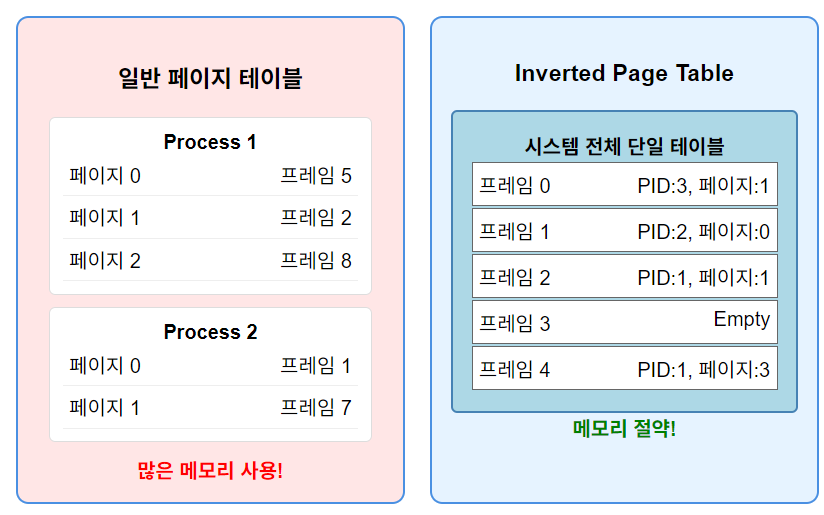 일반 페이지 테이블
Process 1
페이지 0 프레임 5
페이지 1 프레임 2
페이지 2 프레임 8
Process 2
페이지 0 프레임 1
페이지 1 프레임 7
많은 메모리 사용!
Inverted Page Table
시스템 전체 단일 테이블
프레임 0 PID:3, 페이지:1
프레임 1 PID:2, 페이지:0
프레임 2 PID:1, 페이지:1
프레임 3 Empty
프레임 4 PID:1, 페이지:3
메모리 절약!